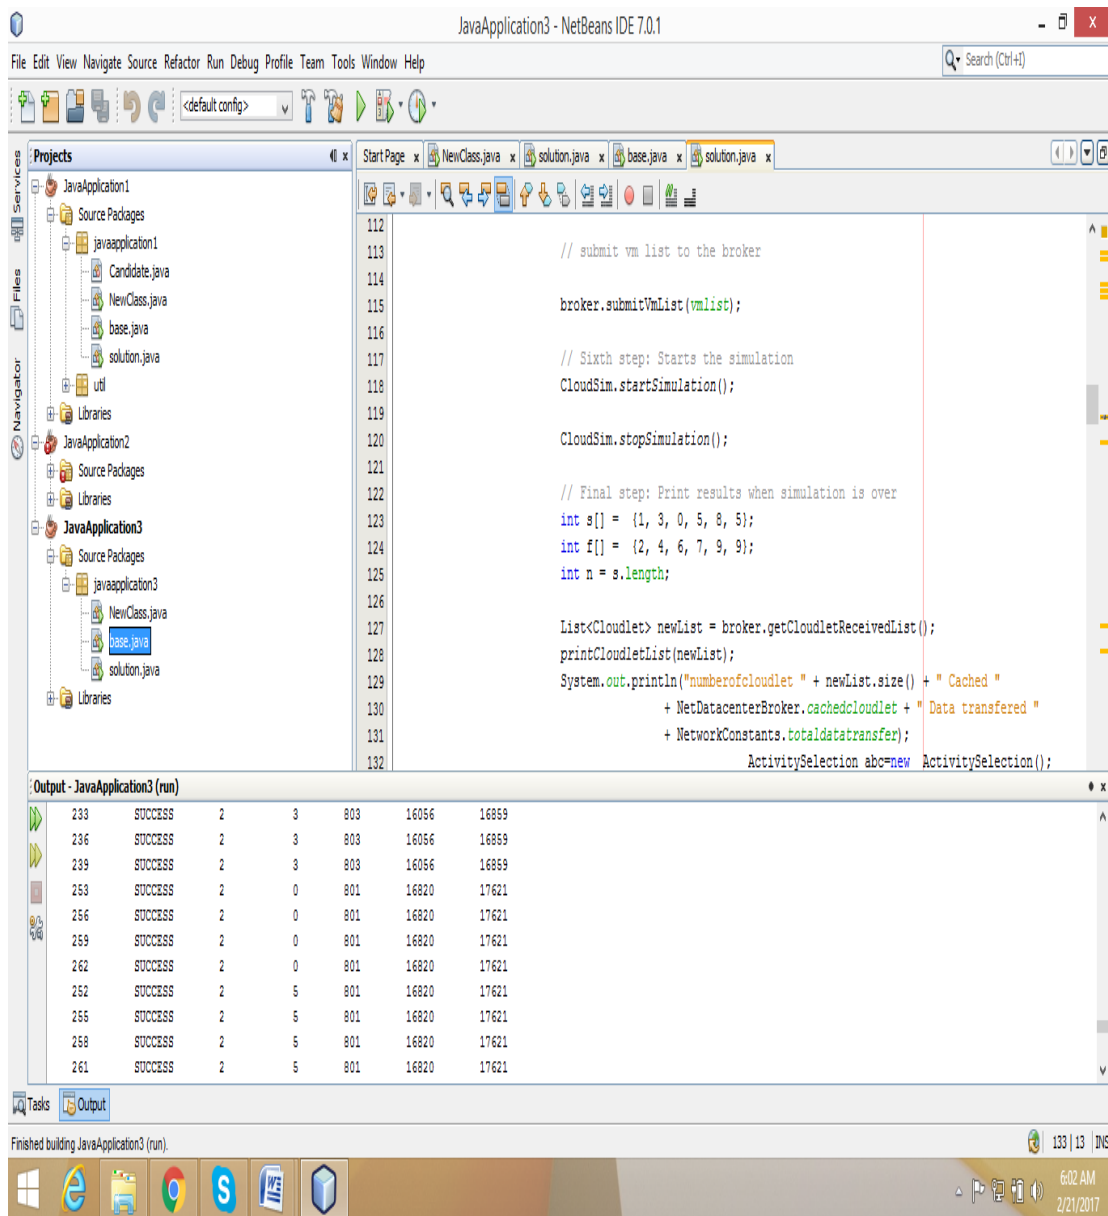 JavaApplication3 - NetBeans IDE 7.0.1
File Edit View Navigate Source Refactor Run Debug Profile Team Tools Window Help
Search (Ctrl+I)
<default config>
Services
Files
Navigator
Projects
JavaApplication1
Source Packages
javaapplication1
Candidate.java
NewClass.java
base.java
solution.java
util
Libraries
JavaApplication2
Source Packages
Libraries
JavaApplication3
Source Packages
javaapplication3
NewClass.java
base.java
solution.java
Libraries
Start Page x NewClass.java x solution.java x base.java x solution.java x
112
113 // submit vm list to the broker
114
115 broker.submitVmList(vmlist);
116
117 // Sixth step: Starts the simulation
118 CloudSim.startSimulation();
119
120 CloudSim.stopSimulation();
121
122 // Final step: Print results when simulation is over
123 int s[] = {1, 3, 0, 5, 8, 5};
124 int f[] = {2, 4, 6, 7, 9, 9};
125 int n = s.length;
126
127 List<Cloudlet> newList = broker.getCloudletReceivedList();
128 printCloudletList(newList);
129 System.out.println("numberofcloudlet " + newList.size() + " Cached "
130 + NetDatacenterBroker.cachedcloudlet + " Data transfered "
131 + NetworkConstants.totaldatatransfer);
132 ActivitySelection abc=new ActivitySelection();
Output - JavaApplication3 (run)
233 SUCCESS 2 3 803 16056 16859
236 SUCCESS 2 3 803 16056 16859
239 SUCCESS 2 3 803 16056 16859
253 SUCCESS 2 0 801 16820 17621
256 SUCCESS 2 0 801 16820 17621
259 SUCCESS 2 0 801 16820 17621
262 SUCCESS 2 0 801 16820 17621
252 SUCCESS 2 5 801 16820 17621
255 SUCCESS 2 5 801 16820 17621
258 SUCCESS 2 5 801 16820 17621
261 SUCCESS 2 5 801 16820 17621
Tasks Output
Finished building JavaApplication3 (run).
133 | 13 INS
6:02 AM
2/21/2017